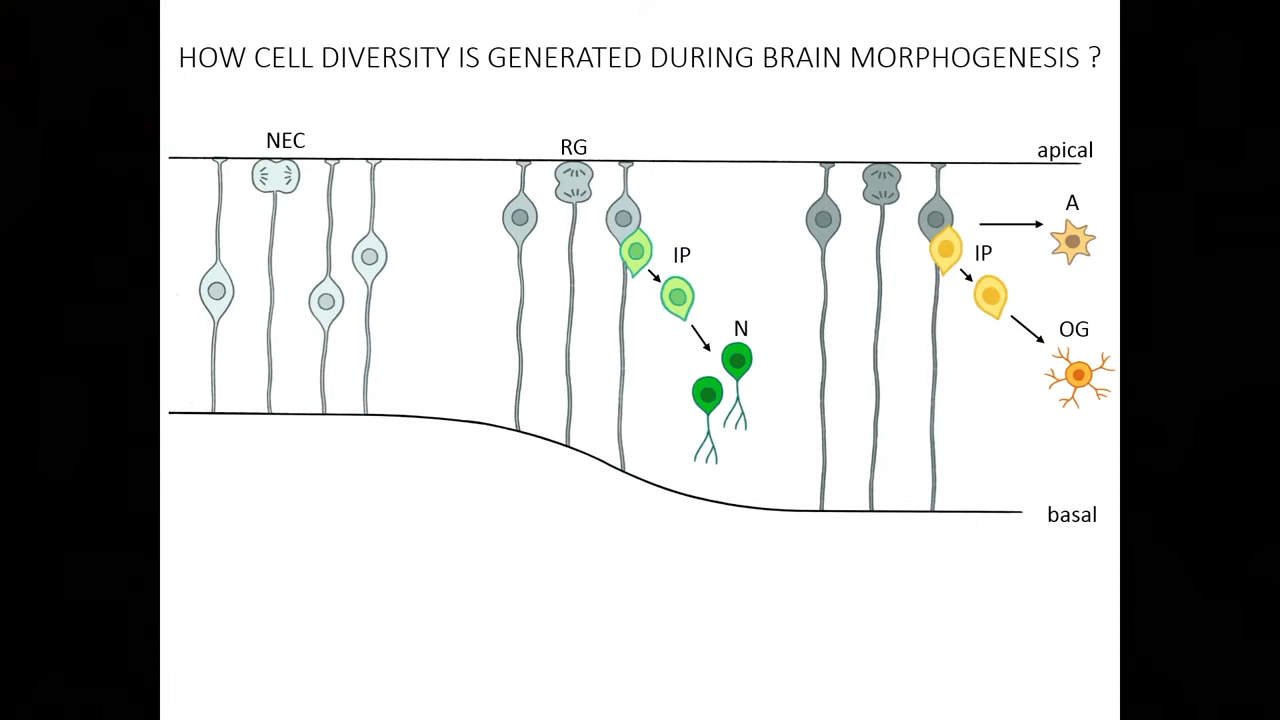 HOW CELL DIVERSITY IS GENERATED DURING BRAIN MORPHOGENESIS ?
NEC
RG
apical
A
IP
IP
N
OG
basal